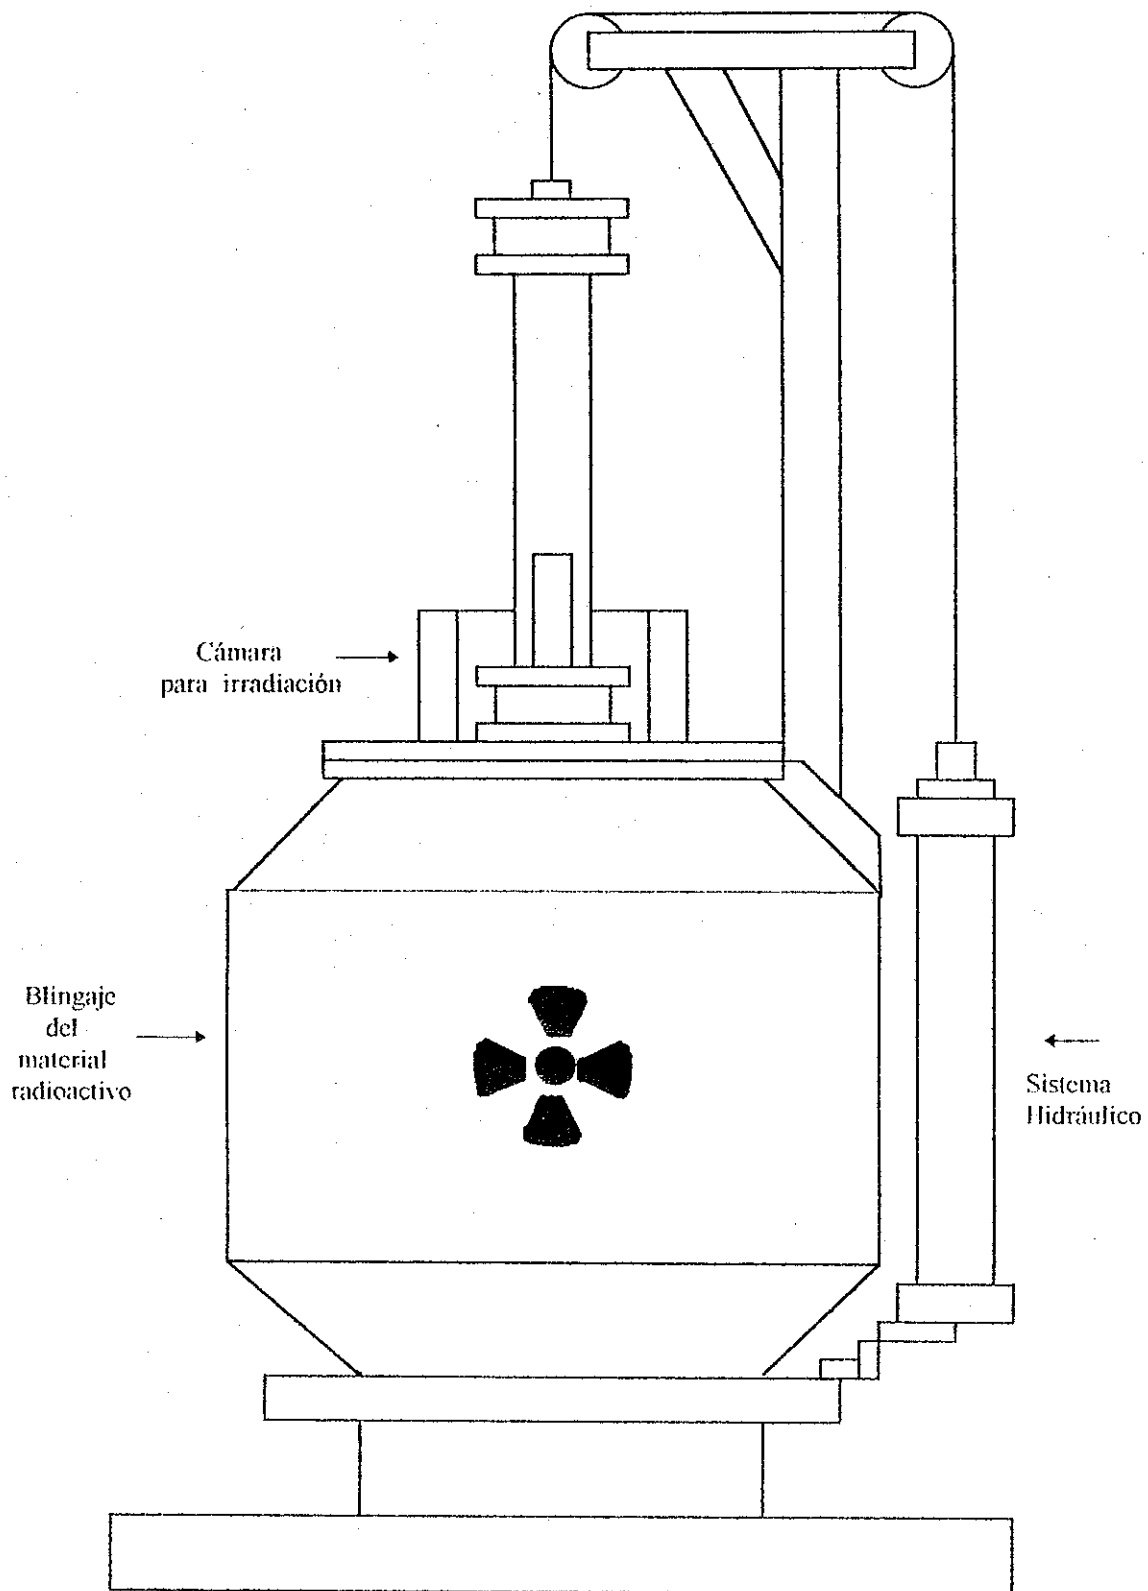 Cámara
para irradiación
Blingaje
del
material
radioactivo
Sistema
Hidráulico